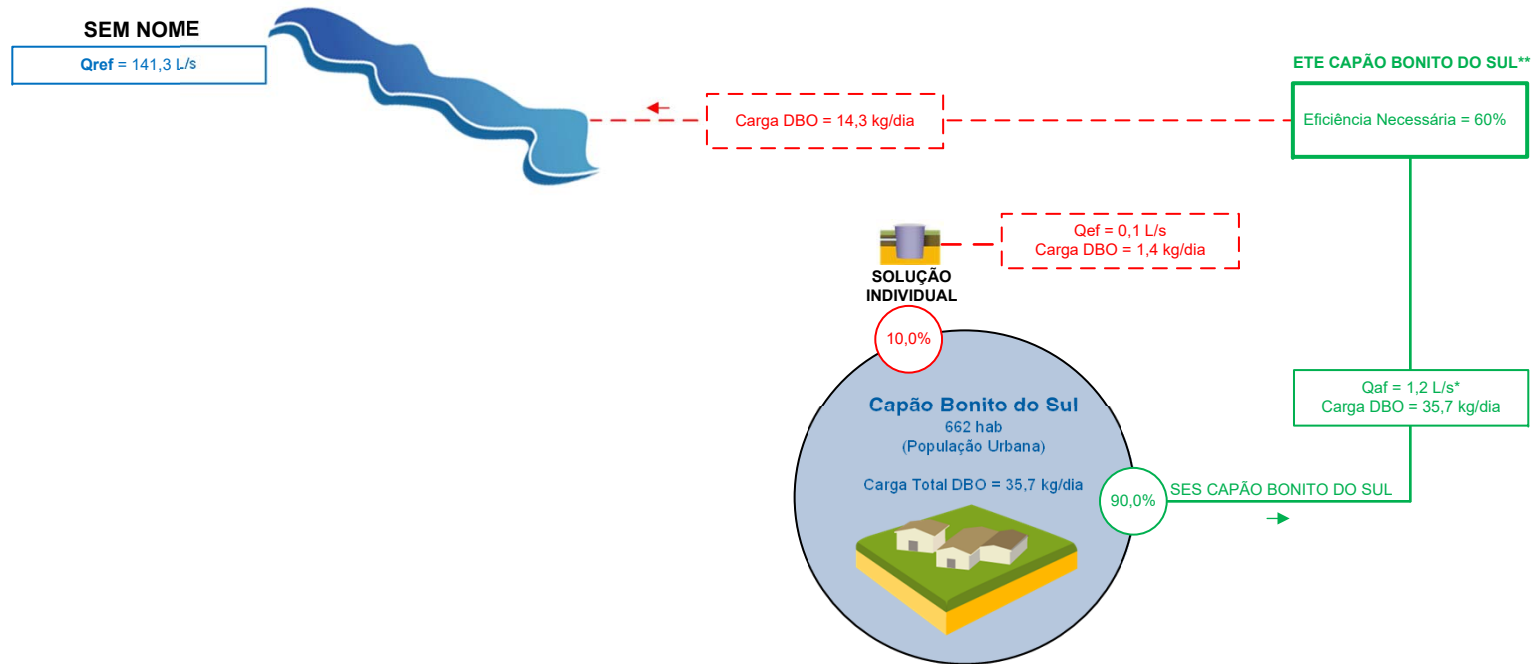 SEM NOME
Qref = 141,3 L/s
ETE CAPÃO BONITO DO SUL**
Carga DBO = 14,3 kg/dia
Eficiência Necessária = 60%
Qef = 0,1 L/s
Carga DBO = 1,4 kg/dia
SOLUÇÃO
INDIVIDUAL
10,0%
Qaf = 1,2 L/s*
Carga DBO = 35,7 kg/dia
Capão Bonito do Sul
662 hab
(População Urbana)
Carga Total DBO = 35,7 kg/dia
90,0%
SES CAPÃO BONITO DO SUL